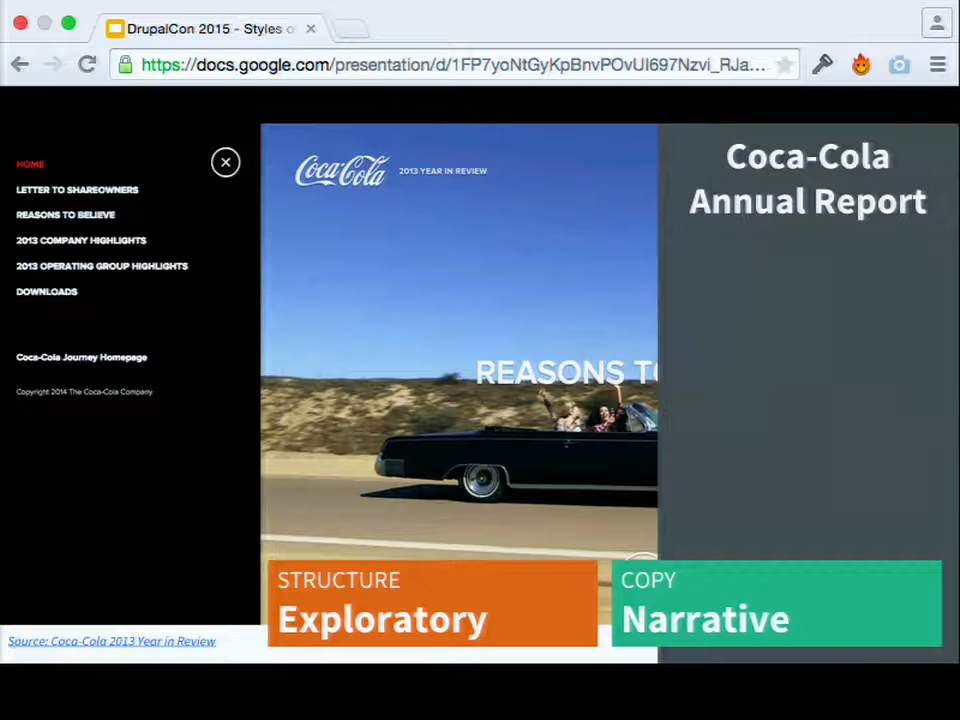 DrupalCon 2015 - Styles o
https://docs.google.com/presentation/d/1FP7yoNtGyKpBnvPOvUI697Nzvi_RJa...
HOME
LETTER TO SHAREOWNERS
REASONS TO BELIEVE
2013 COMPANY HIGHLIGHTS
2013 OPERATING GROUP HIGHLIGHTS
DOWNLOADS
Coca-Cola Journey Homepage
Copyright 2014 The Coca-Cola Company
Coca-Cola 2013 YEAR IN REVIEW
REASONS TO
Coca-Cola
Annual Report
STRUCTURE
Exploratory
COPY
Narrative
Source: Coca-Cola 2013 Year in Review